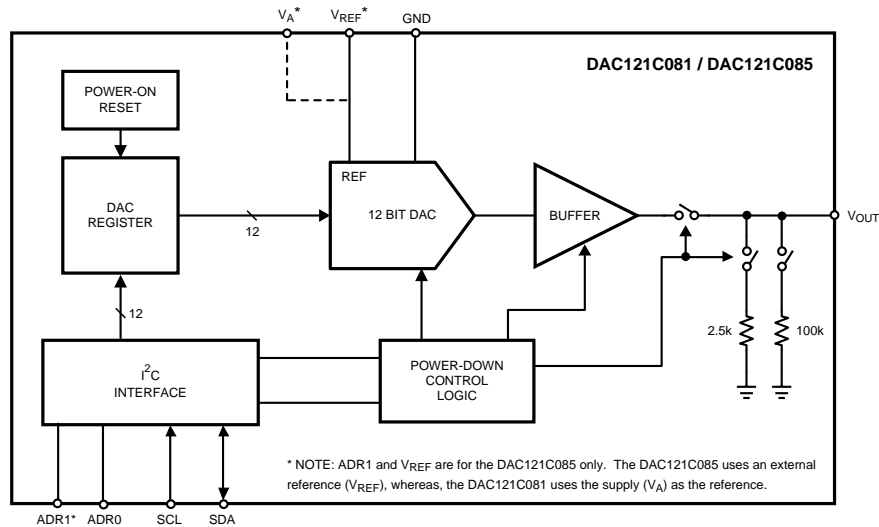 VA* VREF* GND
DAC121C081 / DAC121C085
POWER-ON
RESET
REF
DAC
REGISTER
12
12 BIT DAC
BUFFER
VOUT
12
2.5k
100k
I2C
INTERFACE
POWER-DOWN
CONTROL
LOGIC
* NOTE: ADR1 and VREF are for the DAC121C085 only. The DAC121C085 uses an external
reference (VREF), whereas, the DAC121C081 uses the supply (VA) as the reference.
ADR1* ADR0 SCL SDA